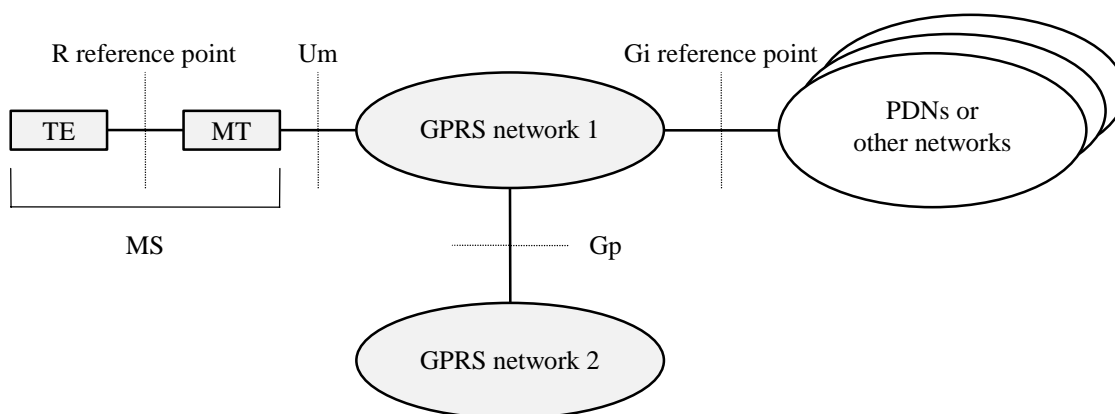 R reference point
Um
Gi reference point
TE
MT
GPRS network 1
PDNs or
other networks
MS
Gp
GPRS network 2